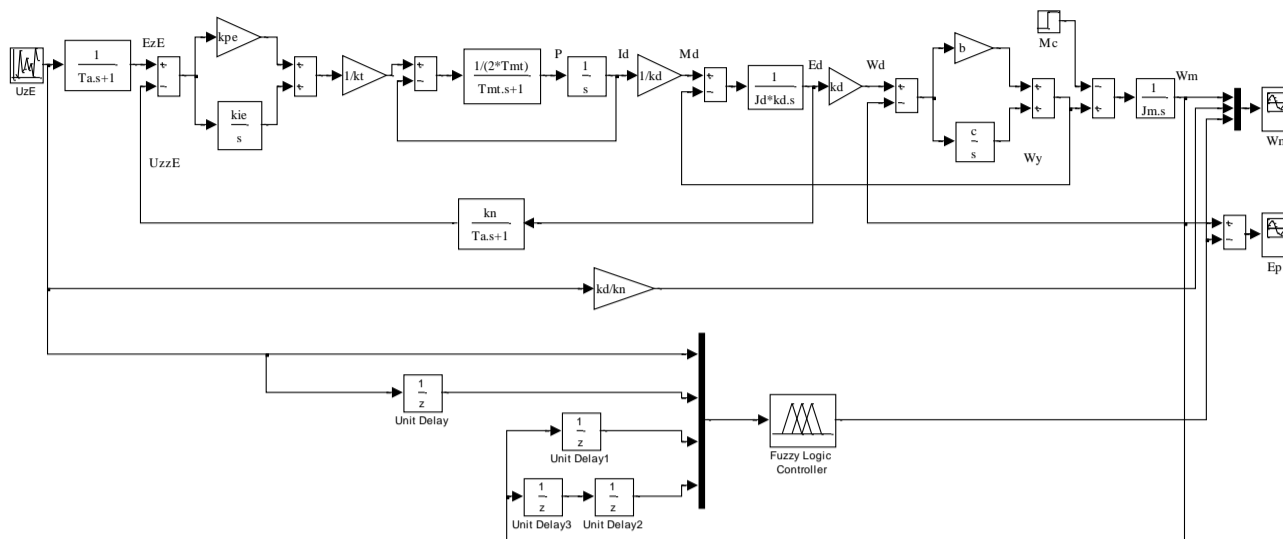 UzE
1
Ta.s+1
EzE
+
−
kpe
kie
s
UzzE
+
+
1/kt
+
−
1/(2*Tmt)
Tmt.s+1
P
1
s
Id
1/kd
Md
+
−
1
Jd*kd.s
Ed
kd
Wd
+
−
b
c
s
Wy
+
+
Mc
−
+
1
Jm.s
Wm
kn
Ta.s+1
+
−
Ep
kd/kn
1
z
Unit Delay
1
z
Unit Delay1
1
z
Unit Delay3
1
z
Unit Delay2
Fuzzy Logic
Controller